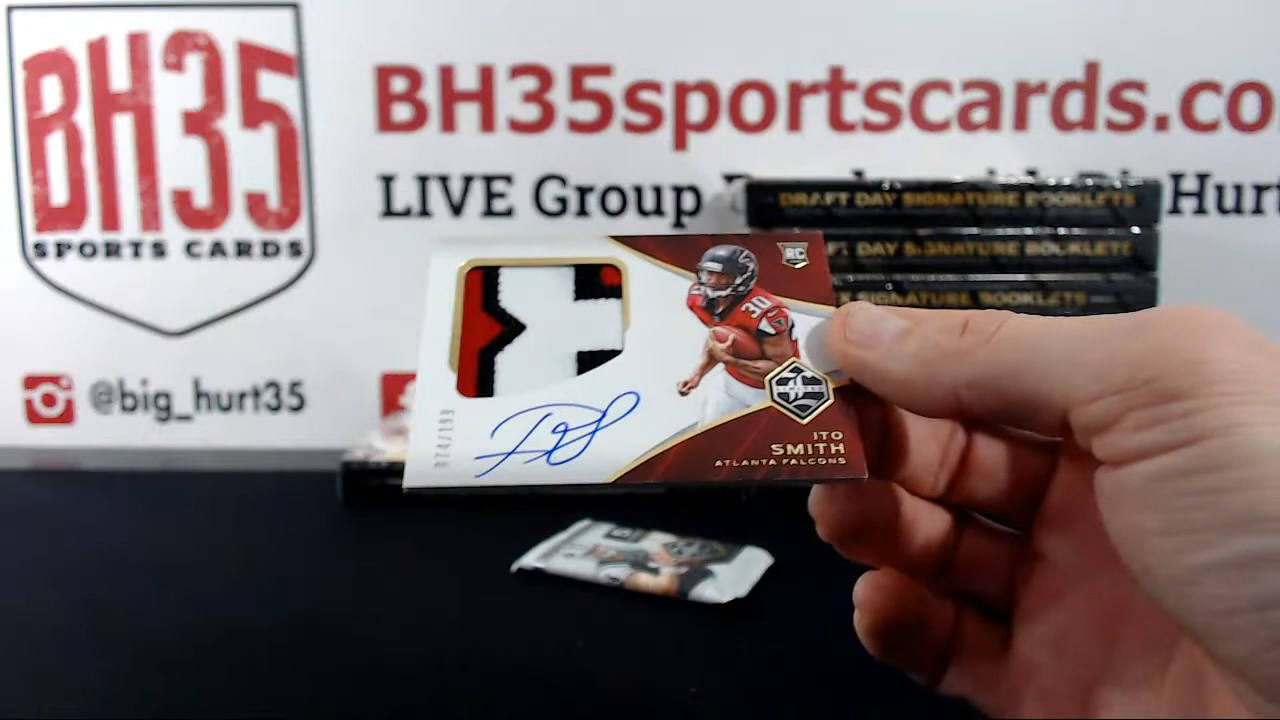 BH35
SPORTS CARDS
BH35sportscards.co
LIVE Group
Hurt
DRAFT DAY SIGNATURE BOOKLETS
DAY SIGNATURE BOOKLETS
SIGNATURE BOOKLETS
@big_hurt35
RC
30
LIMITED
ITO
SMITH
ATLANTA FALCONS